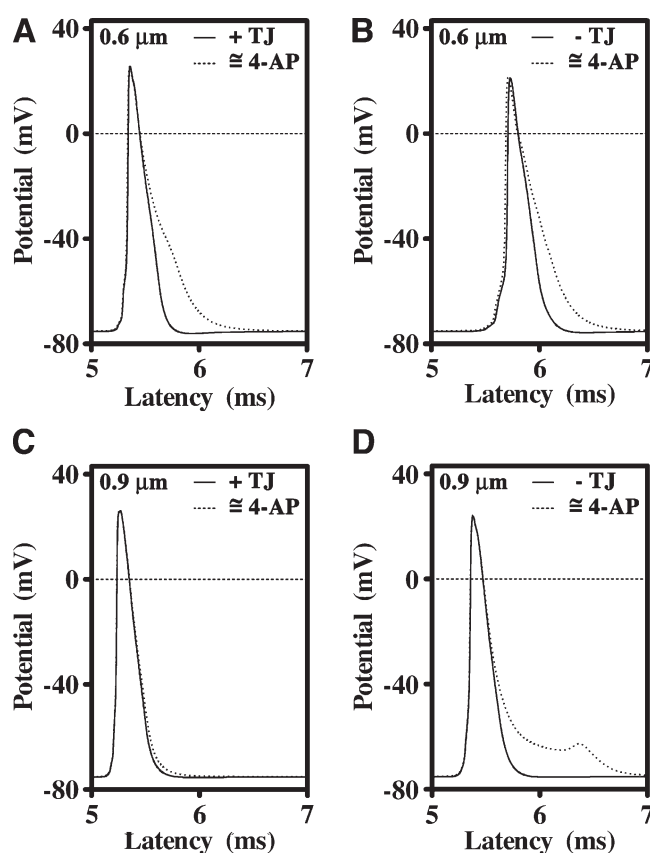 A
40
0
-40
-80
Potential (mV)
0.6 μm
+ TJ
≅ 4-AP
5
6
7
Latency (ms)
B
40
0
-40
-80
Potential (mV)
0.6 μm
- TJ
≅ 4-AP
5
6
7
Latency (ms)
C
40
0
-40
-80
Potential (mV)
0.9 μm
+ TJ
≅ 4-AP
5
6
7
Latency (ms)
D
40
0
-40
-80
Potential (mV)
0.9 μm
- TJ
≅ 4-AP
5
6
7
Latency (ms)